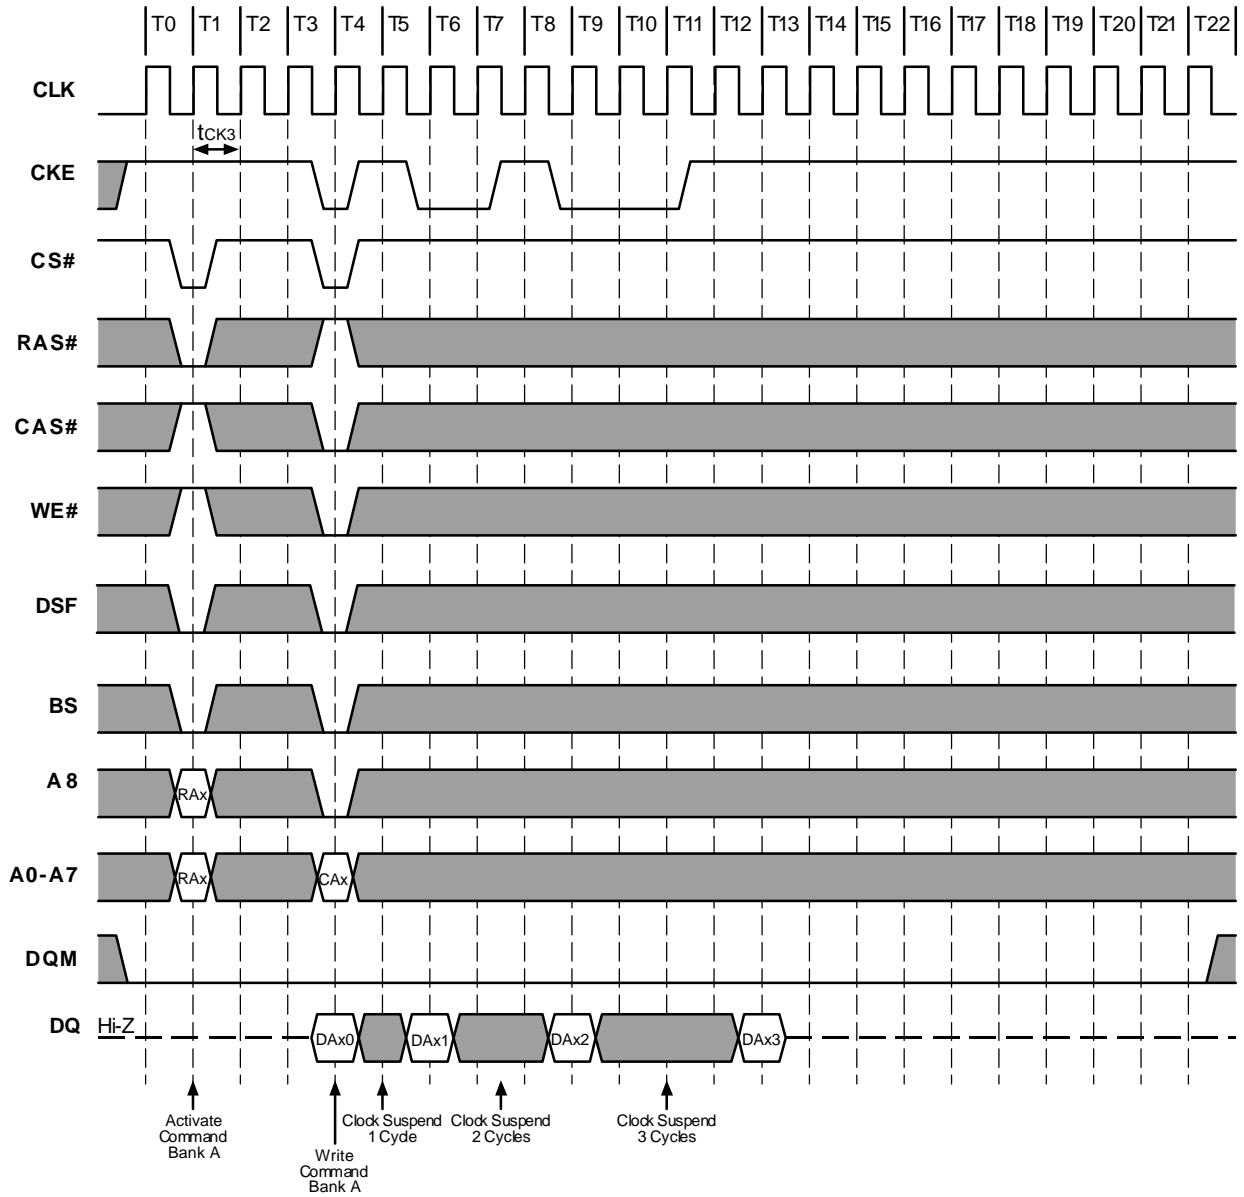 T0 T1 T2 T3 T4 T5 T6 T7 T8 T9 T10 T11 T12 T13 T14 T15 T16 T17 T18 T19 T20 T21 T22
CLK
tCK3
CKE
CS#
RAS#
CAS#
WE#
DSF
BS
A8
RAx
A0-A7
RAx CAx
DQM
DQ Hi-Z
DAx0 DAx1 DAx2 DAx3
Activate
Command
Bank A
Write
Command
Bank A
Clock Suspend
1 Cycle
Clock Suspend
2 Cycles
Clock Suspend
3 Cycles